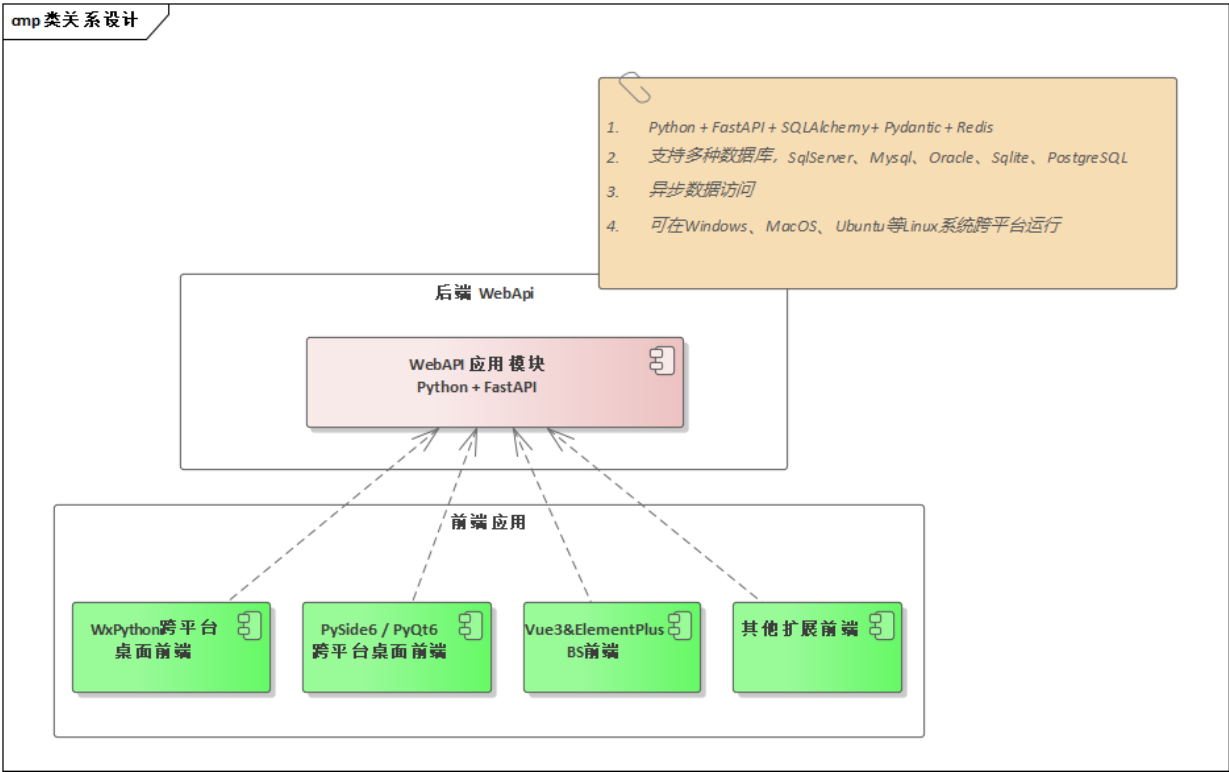 cmp 类关系设计
1. Python + FastAPI + SQLAlchemy+ Pydantic + Redis
2. 支持多种数据库，SqlServer、Mysql、Oracle、Sqlite、PostgreSQL
3. 异步数据访问
4. 可在Windows、MacOS、Ubuntu等Linux系统跨平台运行
后端 WebApi
WebAPI 应用模块
Python + FastAPI
前端应用
WxPython跨平台
桌面前端
PySide6 / PyQt6
跨平台桌面前端
Vue3&ElementPlus
BS前端
其他扩展前端